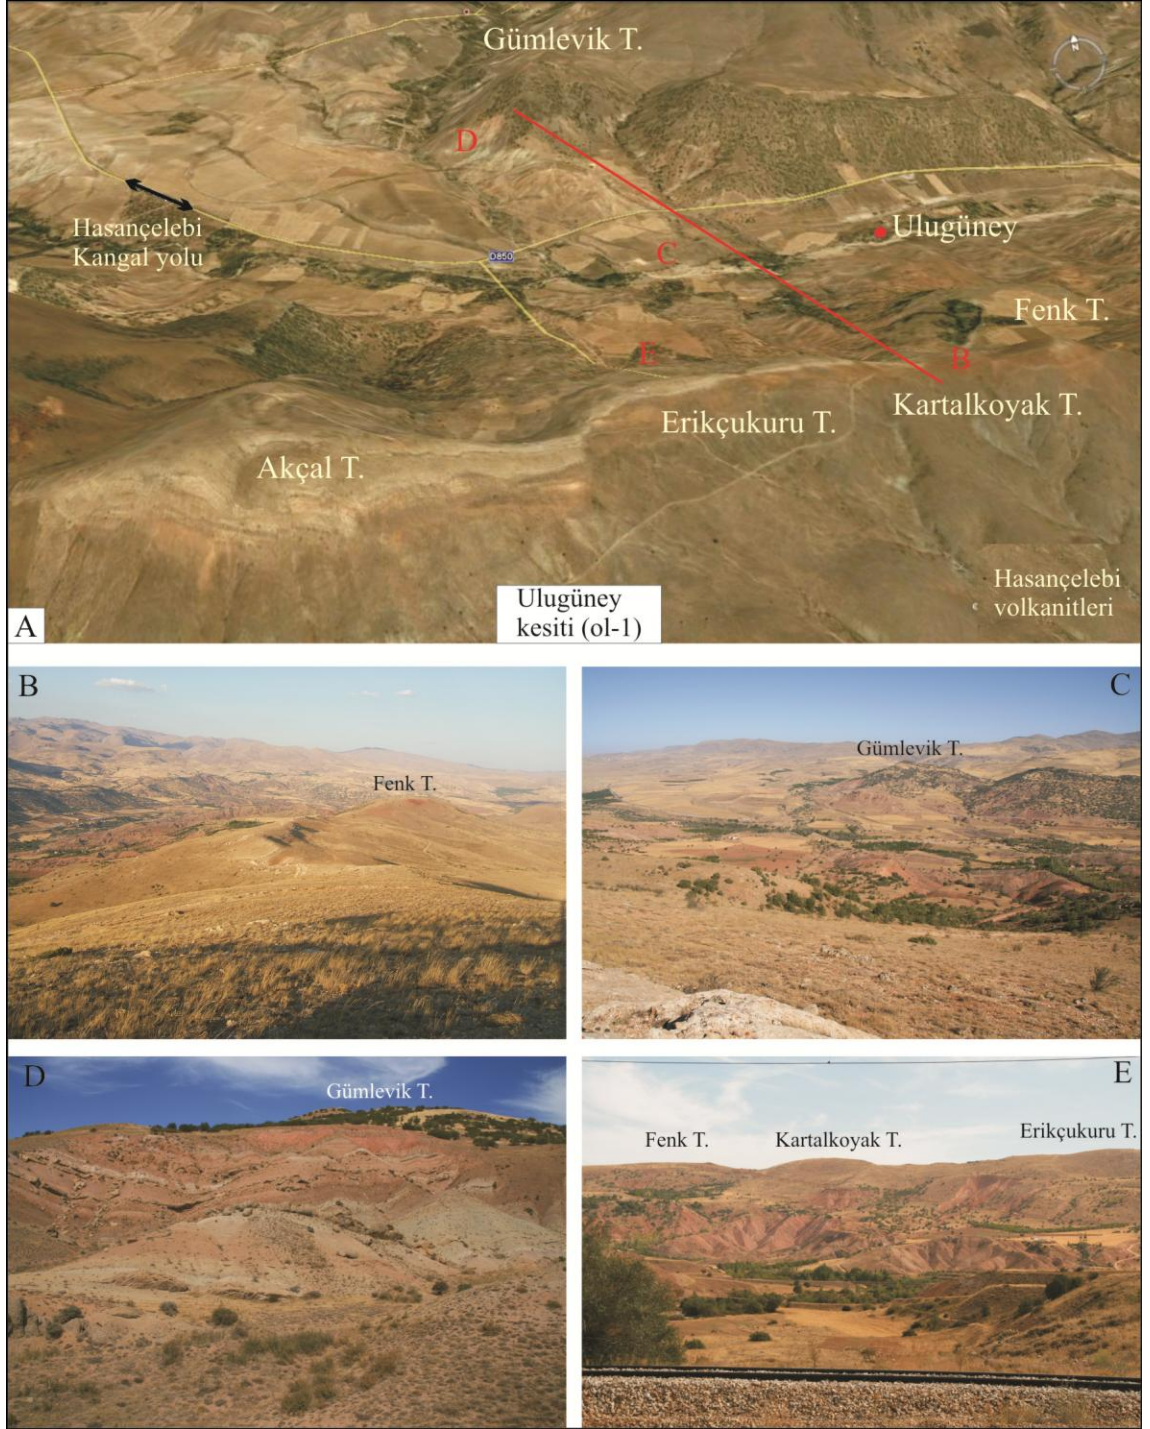 Gümlevik T.
N
D
Hasançelebi
Kangal yolu
D850
C
Ulugüney
Fenk T.
E
B
Kartalkoyak T.
Erikçukuru T.
Akçal T.
Hasançelebi
volkanitleri
A
Ulugüney
kesiti (ol-1)
B
Fenk T.
C
Gümlevik T.
D
Gümlevik T.
E
Fenk T.
Kartalkoyak T.
Erikçukuru T.